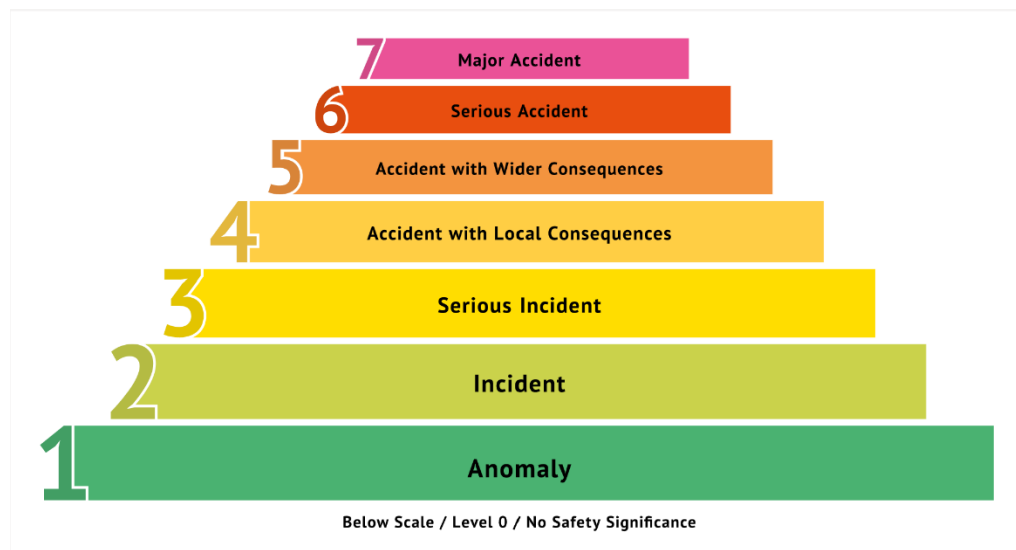 7 Major Accident
6 Serious Accident
5 Accident with Wider Consequences
4 Accident with Local Consequences
3 Serious Incident
2 Incident
1 Anomaly
Below Scale / Level 0 / No Safety Significance